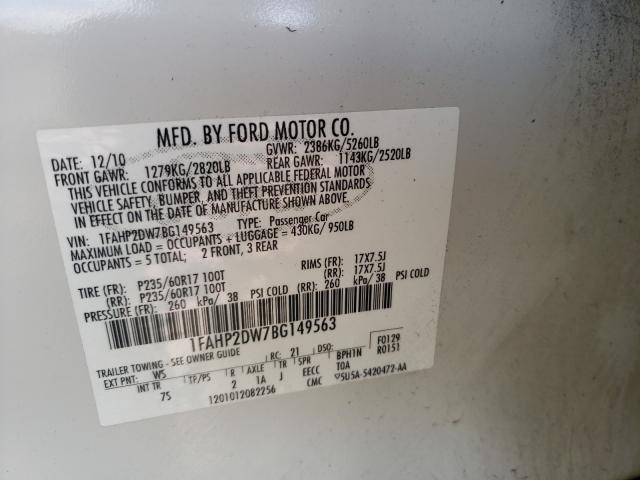 MFD. BY FORD MOTOR CO.
DATE: 12/10 GVWR: 2386KG/5260LB
FRONT GAWR: 1279KG/2820LB REAR GAWR: 1143KG/2520LB
THIS VEHICLE CONFORMS TO ALL APPLICABLE FEDERAL MOTOR
VEHICLE SAFETY, BUMPER, AND THEFT PREVENTION STANDARDS
IN EFFECT ON THE DATE OF MANUFACTURE SHOWN ABOVE.
VIN: 1FAHP2DW7BG149563 TYPE: Passenger Car
MAXIMUM LOAD = OCCUPANTS + LUGGAGE = 430KG/ 950LB
OCCUPANTS = 5 TOTAL; 2 FRONT, 3 REAR
TIRE (FR): P235/60R17 100T RIMS (FR): 17X7.5J
(RR): P235/60R17 100T (RR): 17X7.5J
PRESSURE (FR): 260 kPa/ 38 PSI COLD (RR): 260 kPa/ 38 PSI COLD
1FAHP2DW7BG149563
TRAILER TOWING - SEE OWNER GUIDE RC: 21 DSO: F0129
EXT PNT: WS BPH1N R0151
INT TR TP/PS R AXLE TR SPR TOA
7S 2 1A J EECC
1201012082256 CMC 5U5A-5420472-AA